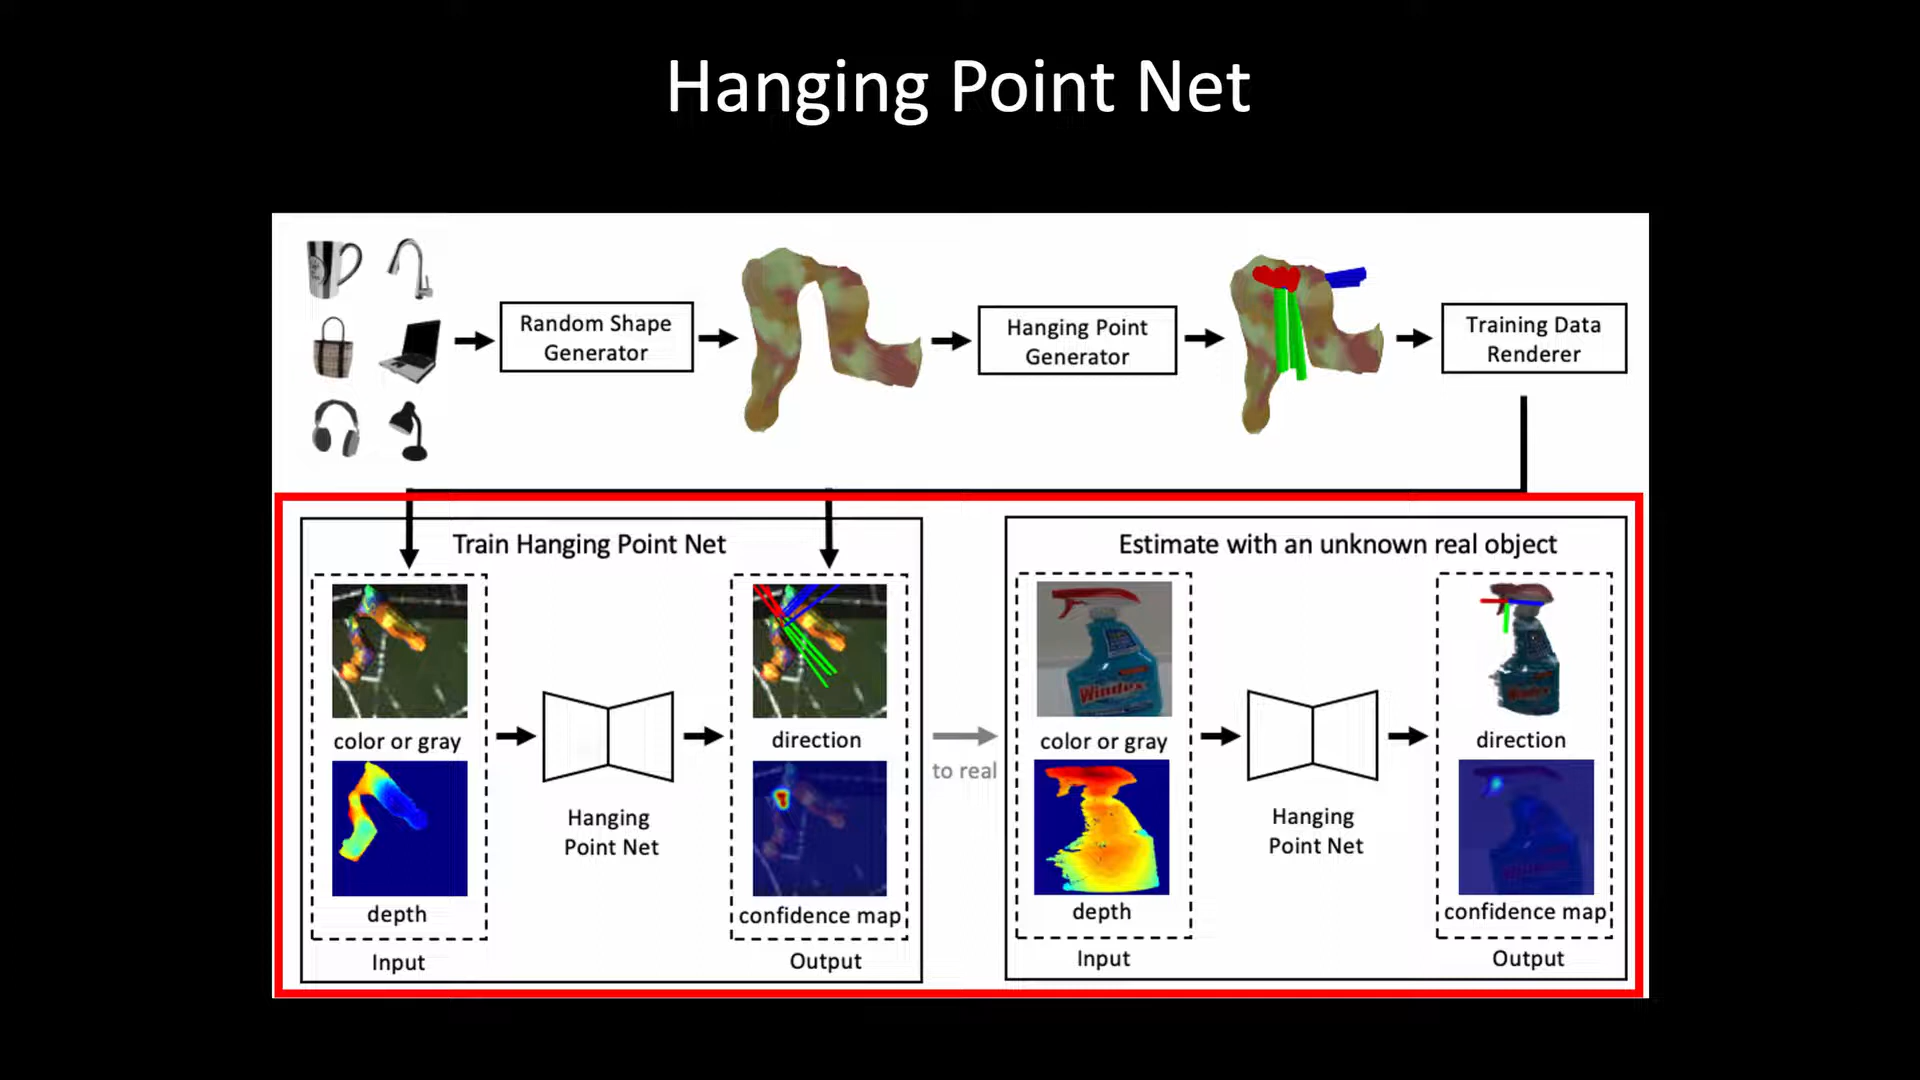 Hanging Point Net
Random Shape
Generator
Hanging Point
Generator
Training Data
Renderer
Train Hanging Point Net
color or gray
depth
Input
Hanging
Point Net
direction
confidence map
Output
to real
Estimate with an unknown real object
color or gray
Windex
depth
Input
Hanging
Point Net
direction
confidence map
Output